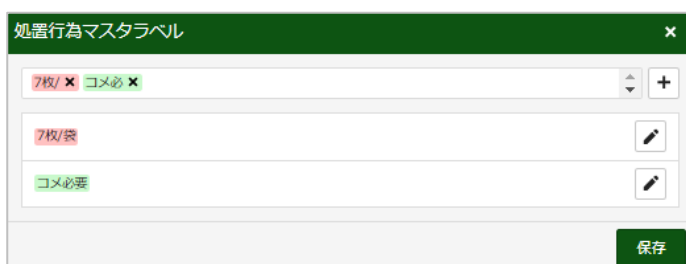 処置行為マスタラベル ×
7枚/ × コメ必 × +
7枚/袋
コメ必要
保存